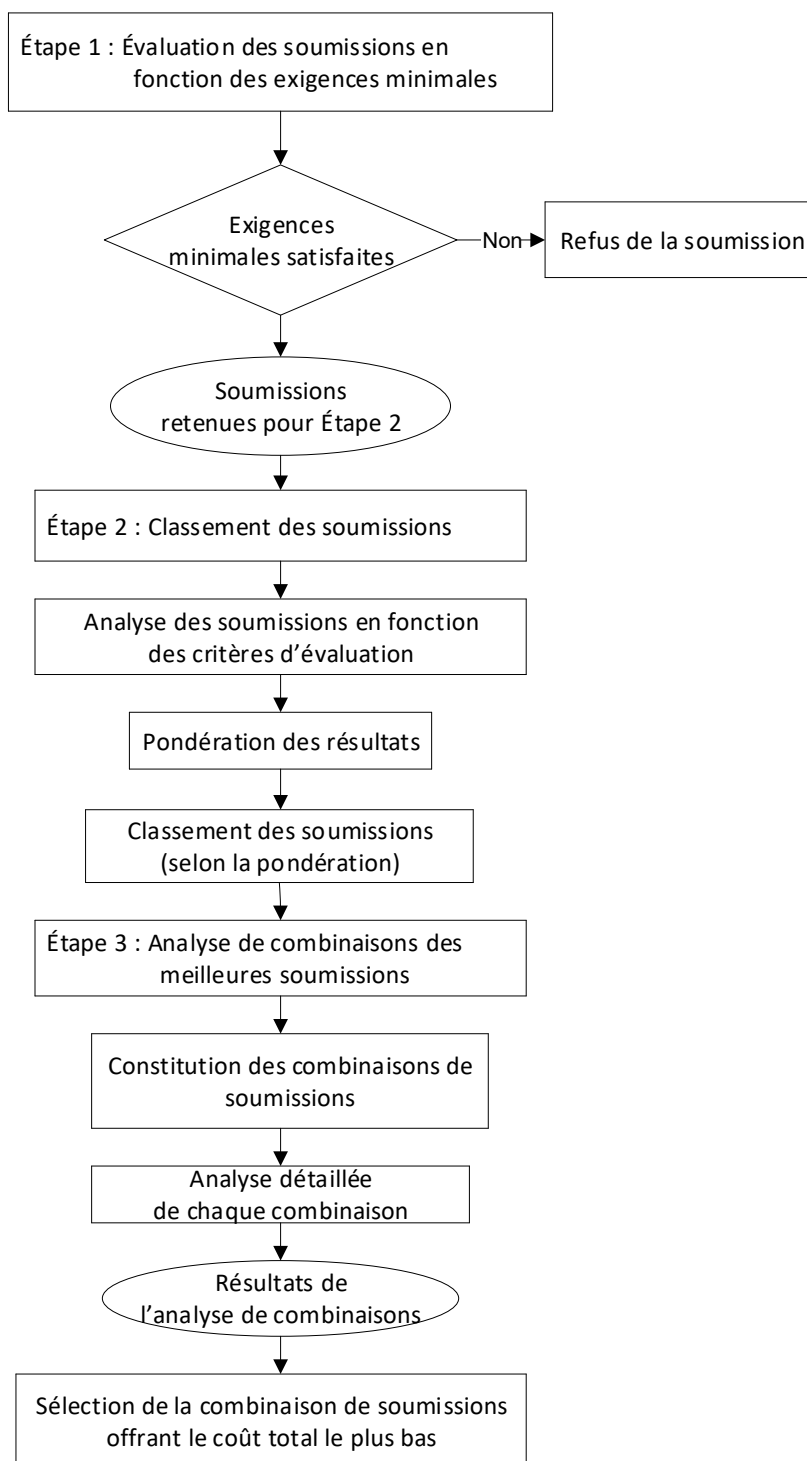 Étape 1 : Évaluation des soumissions en
fonction des exigences minimales
Exigences
minimales satisfaites
Non
Refus de la soumission
Soumissions
retenues pour Étape 2
Étape 2 : Classement des soumissions
Analyse des soumissions en fonction
des critères d’évaluation
Pondération des résultats
Classement des soumissions
(selon la pondération)
Étape 3 : Analyse de combinaisons des
meilleures soumissions
Constitution des combinaisons de
soumissions
Analyse détaillée
de chaque combinaison
Résultats de
l’analyse de combinaisons
Sélection de la combinaison de soumissions
offrant le coût total le plus bas